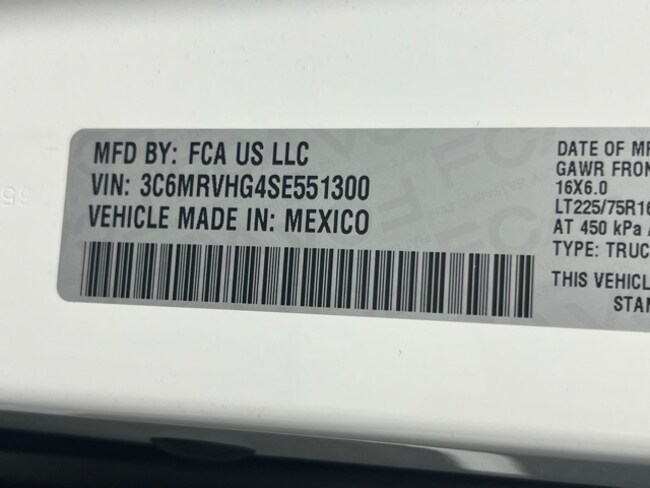 MFD BY: FCA US LLC
VIN: 3C6MRVHG4SE551300
VEHICLE MADE IN: MEXICO
DATE OF MF
GAWR FRON
16X6.0
LT225/75R16
AT 450 kPa
TYPE: TRUC
THIS VEHICL
STAN